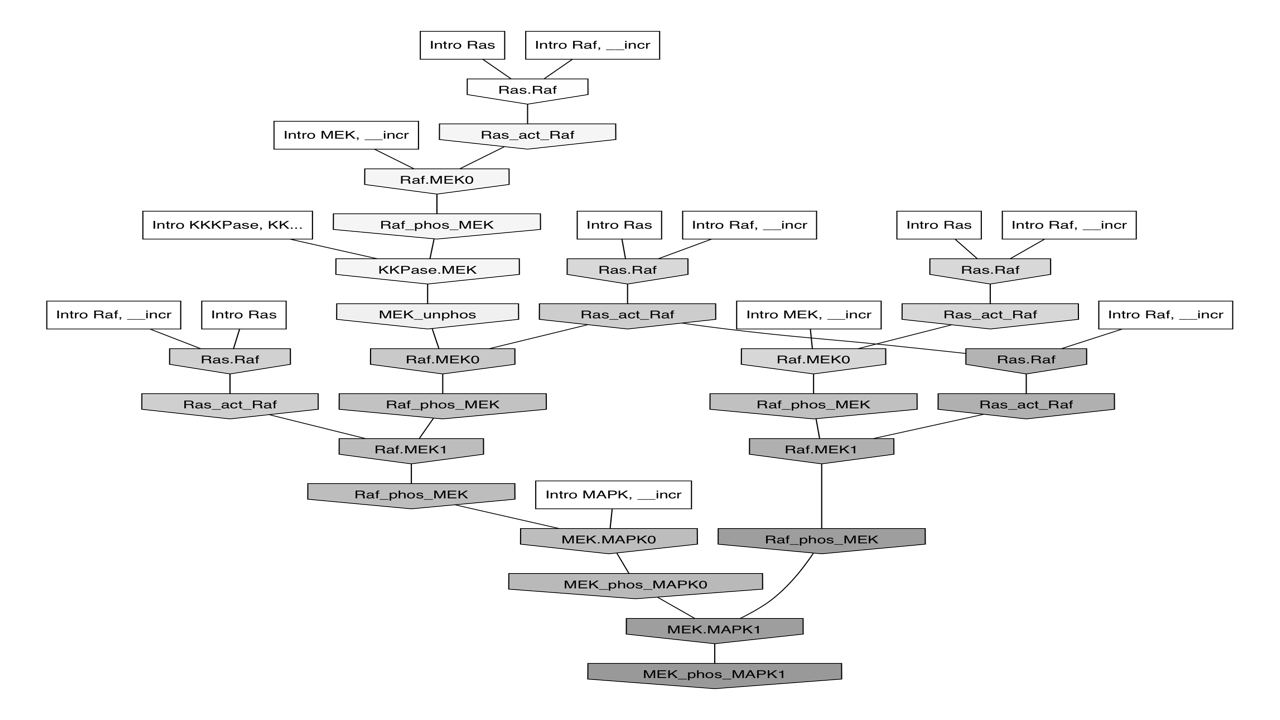 Intro Ras
Intro Raf, __incr
Ras.Raf
Intro MEK, __incr
Ras_act_Raf
Raf.MEK0
Intro KKKPase, KK...
Raf_phos_MEK
Intro Ras
Intro Raf, __incr
Intro Ras
Intro Raf, __incr
KKPase.MEK
Ras.Raf
Ras.Raf
Intro Raf, __incr
Intro Ras
MEK_unphos
Ras_act_Raf
Intro MEK, __incr
Ras_act_Raf
Intro Raf, __incr
Ras.Raf
Raf.MEK0
Raf.MEK0
Ras.Raf
Ras_act_Raf
Raf_phos_MEK
Raf_phos_MEK
Ras_act_Raf
Raf.MEK1
Raf.MEK1
Raf_phos_MEK
Intro MAPK, __incr
MEK.MAPK0
Raf_phos_MEK
MEK_phos_MAPK0
MEK.MAPK1
MEK_phos_MAPK1